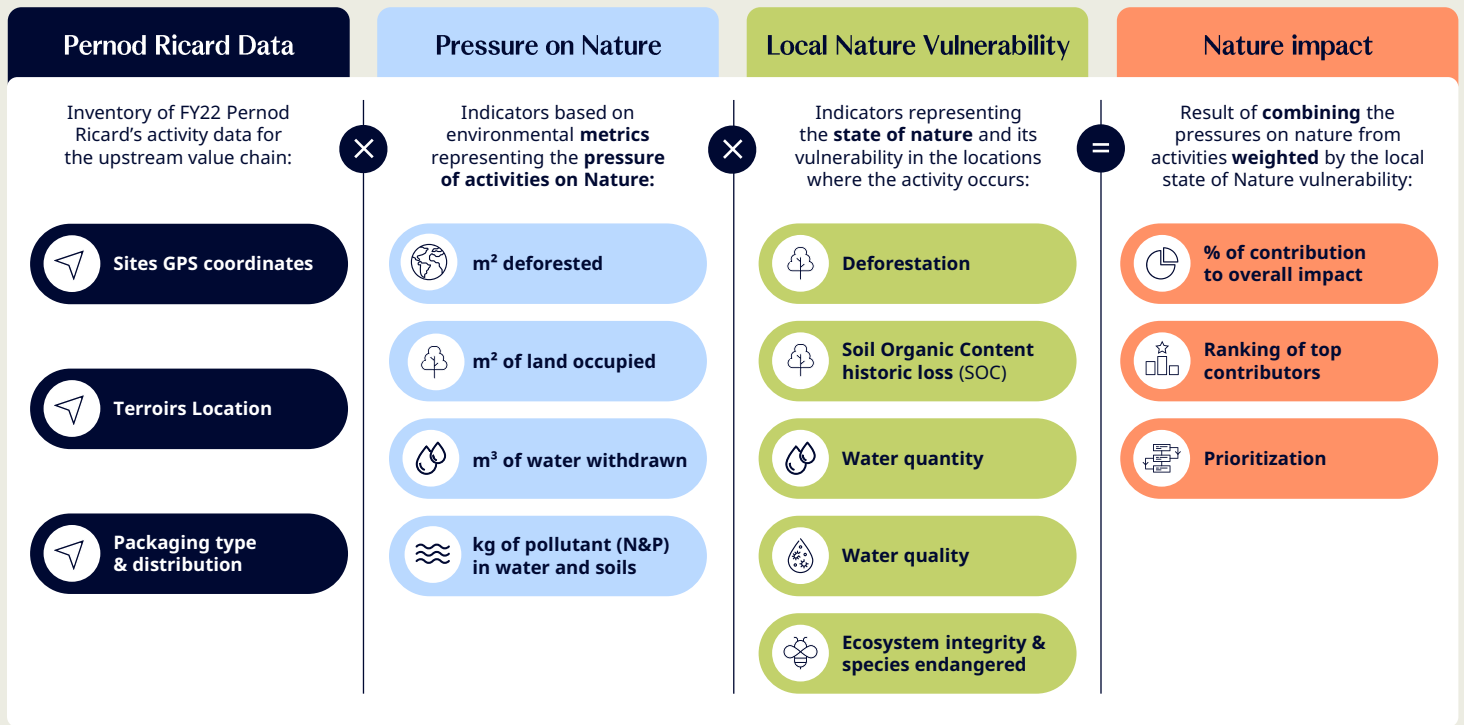 Pernod Ricard Data
Inventory of FY22 Pernod
Ricard’s activity data for
the upstream value chain:
Sites GPS coordinates
Terroirs Location
Packaging type
& distribution
×
Pressure on Nature
Indicators based on
environmental metrics
representing the pressure
of activities on Nature:
m² deforested
m² of land occupied
m³ of water withdrawn
kg of pollutant (N&P)
in water and soils
×
Local Nature Vulnerability
Indicators representing
the state of nature and its
vulnerability in the locations
where the activity occurs:
Deforestation
Soil Organic Content
historic loss (SOC)
Water quantity
Water quality
Ecosystem integrity &
species endangered
=
Nature impact
Result of combining the
pressures on nature from
activities weighted by the local
state of Nature vulnerability:
% of contribution
to overall impact
Ranking of top
contributors
Prioritization